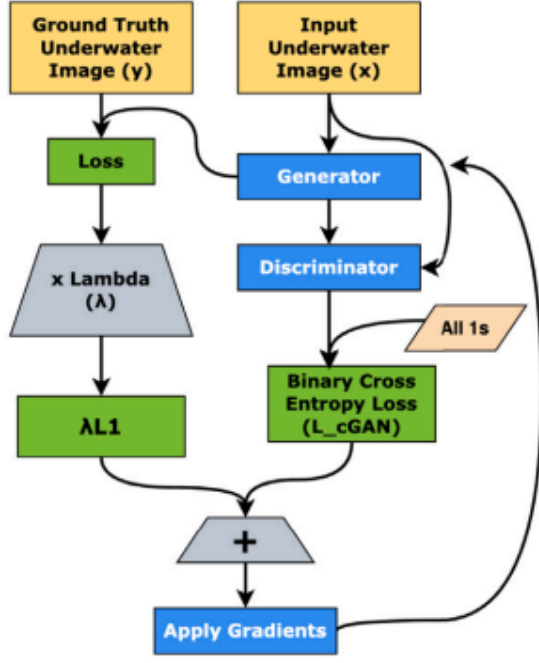 Ground Truth
Underwater
Image (y)
Input
Underwater
Image (x)
Loss
Generator
x Lambda
(λ)
Discriminator
All 1s
λL1
Binary Cross
Entropy Loss
(L_cGAN)
+
Apply Gradients